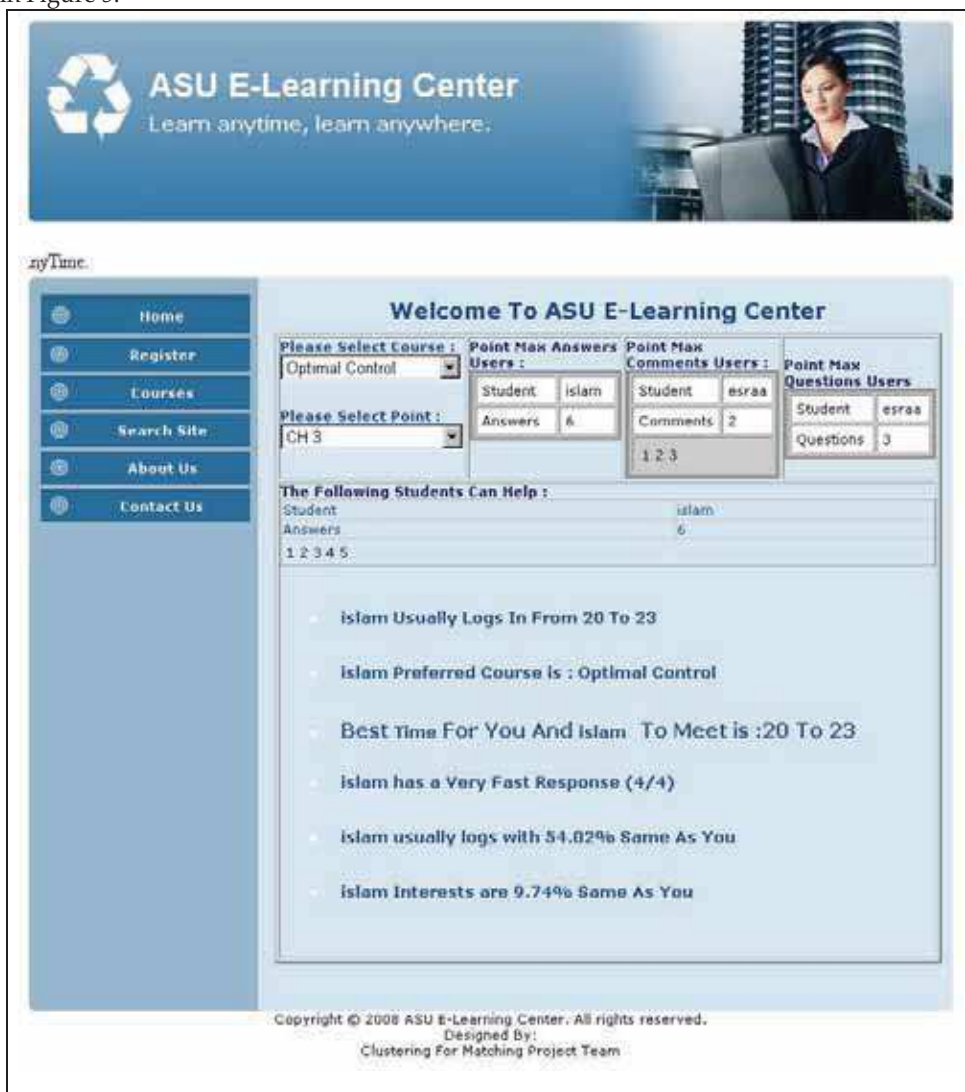 in Figure 5.
ASU E-Learning Center
Learn anytime, learn anywhere.
nyTime.
Home
Register
Courses
Search Site
About Us
Contact Us
Welcome To ASU E-Learning Center
Please Select Course :
Optimal Control
Please Select Point :
CH 3
Point Max Answers
Users :
Student islam
Answers 6
Point Max
Comments Users :
Student esraa
Comments 2
1 2 3
Point Max
Questions Users
Student esraa
Questions 3
The Following Students Can Help :
Student islam
Answers 6
1 2 3 4 5
islam Usually Logs In From 20 To 23
islam Preferred Course is : Optimal Control
Best Time For You And islam To Meet is :20 To 23
islam has a Very Fast Response (4/4)
islam usually logs with 54.02% Same As You
islam Interests are 9.74% Same As You
Copyright © 2008 ASU E-Learning Center. All rights reserved.
Designed By:
Clustering For Matching Project Team